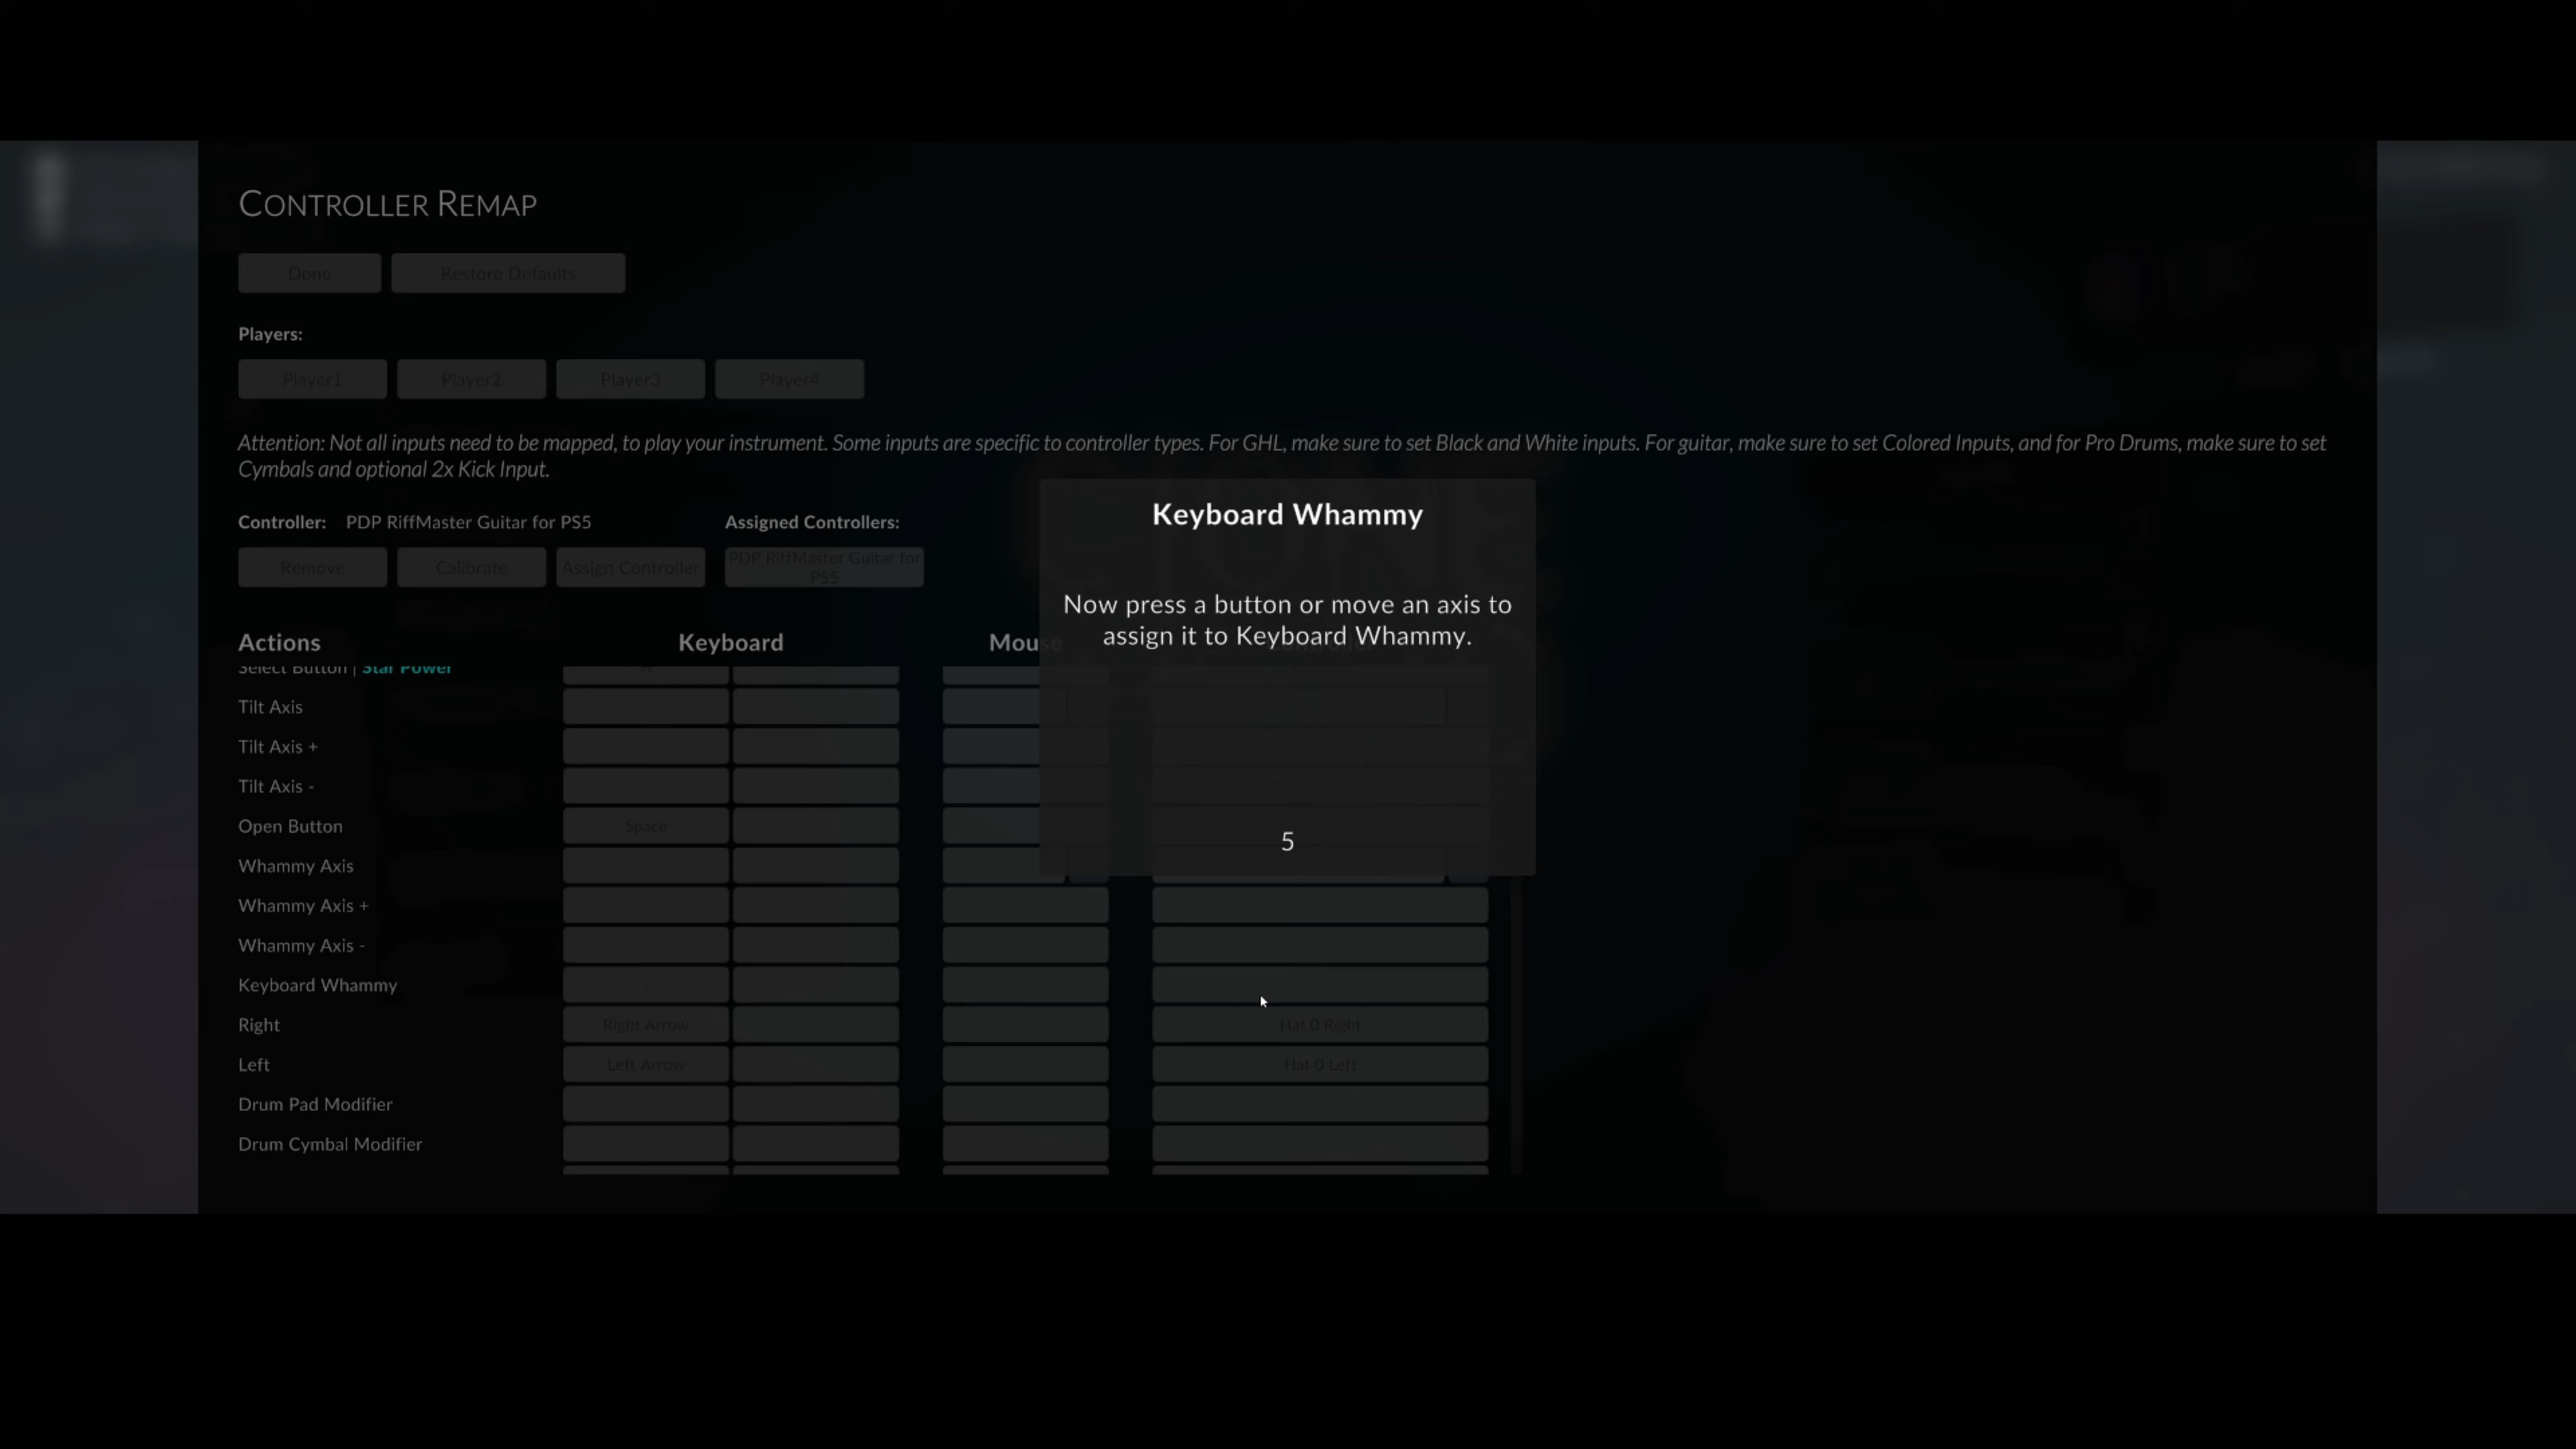 CONTROLLER REMAP
Done Restore Defaults
Players:
Player1 Player2 Player3 Player4
Attention: Not all inputs need to be mapped, to play your instrument. Some inputs are specific to controller types. For GHL, make sure to set Black and White inputs. For guitar, make sure to set Colored Inputs, and for Pro Drums, make sure to set
Cymbals and optional 2x Kick Input.
Controller: PDP RiffMaster Guitar for PS5 Assigned Controllers:
Remove Calibrate Assign Controller PDP RiffMaster Guitar for
PS5
Keyboard Whammy
Now press a button or move an axis to
assign it to Keyboard Whammy.
5
Actions Keyboard Mouse
Select Button | Star Power
Tilt Axis
Tilt Axis +
Tilt Axis -
Open Button Space
Whammy Axis
Whammy Axis +
Whammy Axis -
Keyboard Whammy
Right Right Arrow Hat 0 Right
Left Left Arrow Hat 0 Left
Drum Pad Modifier
Drum Cymbal Modifier